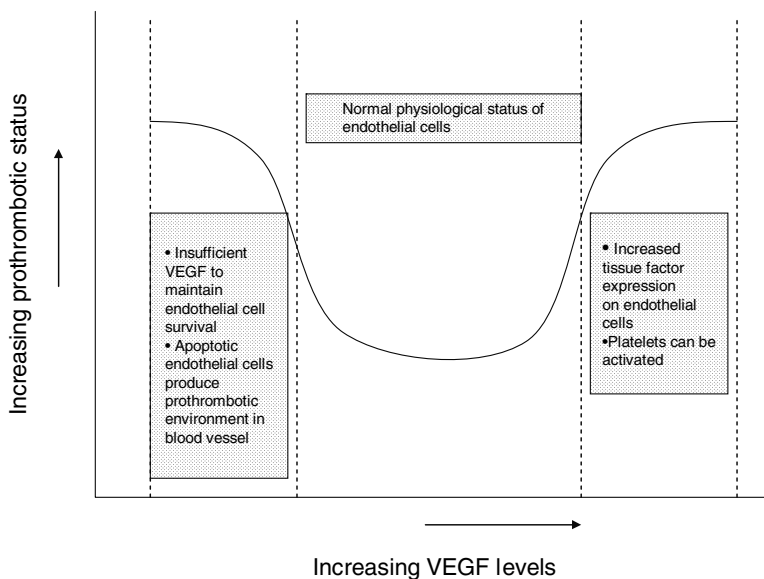 Increasing prothrombotic status
Normal physiological status of
endothelial cells
• Insufficient
VEGF to
maintain
endothelial cell
survival
• Apoptotic
endothelial cells
produce
prothrombotic
environment in
blood vessel
• Increased
tissue factor
expression
on endothelial
cells
•Platelets can be
activated
Increasing VEGF levels